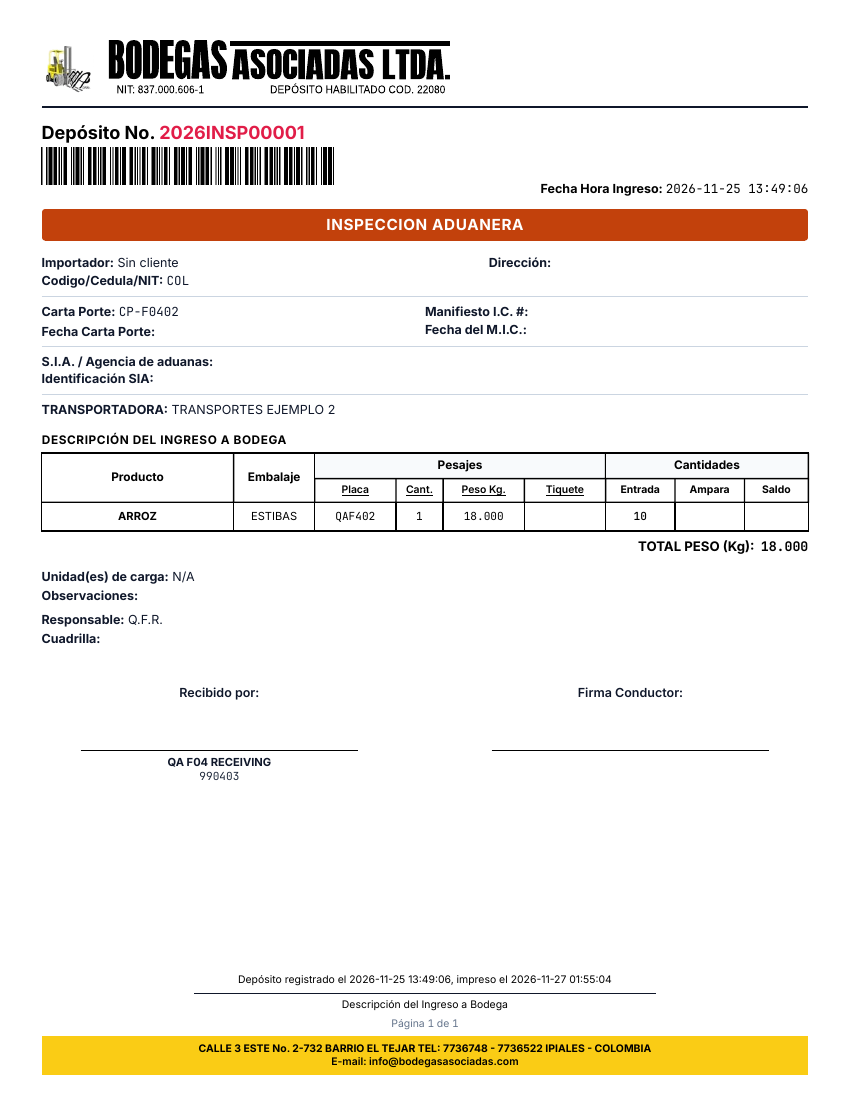 BODEGAS ASOCIADAS LTDA.
NIT: 837.000.606-1 DEPÓSITO HABILITADO COD. 22080
Depósito No. 2026INSP00001
Fecha Hora Ingreso: 2026-11-25 13:49:06
INSPECCION ADUANERA
Importador: Sin cliente Dirección:
Codigo/Cedula/NIT: COL
Carta Porte: CP-F0402 Manifiesto I.C. #:
Fecha Carta Porte: Fecha del M.I.C.:
S.I.A. / Agencia de aduanas:
Identificación SIA:
TRANSPORTADORA: TRANSPORTES EJEMPLO 2
DESCRIPCIÓN DEL INGRESO A BODEGA
Producto Embalaje Pesajes Cantidades
Placa Cant. Peso Kg. Tiquete Entrada Ampara Saldo
ARROZ ESTIBAS QAF402 1 18.000 10
TOTAL PESO (Kg): 18.000
Unidad(es) de carga: N/A
Observaciones:
Responsable: Q.F.R.
Cuadrilla:
Recibido por: Firma Conductor:
QA F04 RECEIVING
990403
Depósito registrado el 2026-11-25 13:49:06, impreso el 2026-11-27 01:55:04
Descripción del Ingreso a Bodega
Página 1 de 1
CALLE 3 ESTE No. 2-732 BARRIO EL TEJAR TEL: 7736748 - 7736522 IPIALES - COLOMBIA
E-mail: info@bodegasasociadas.com